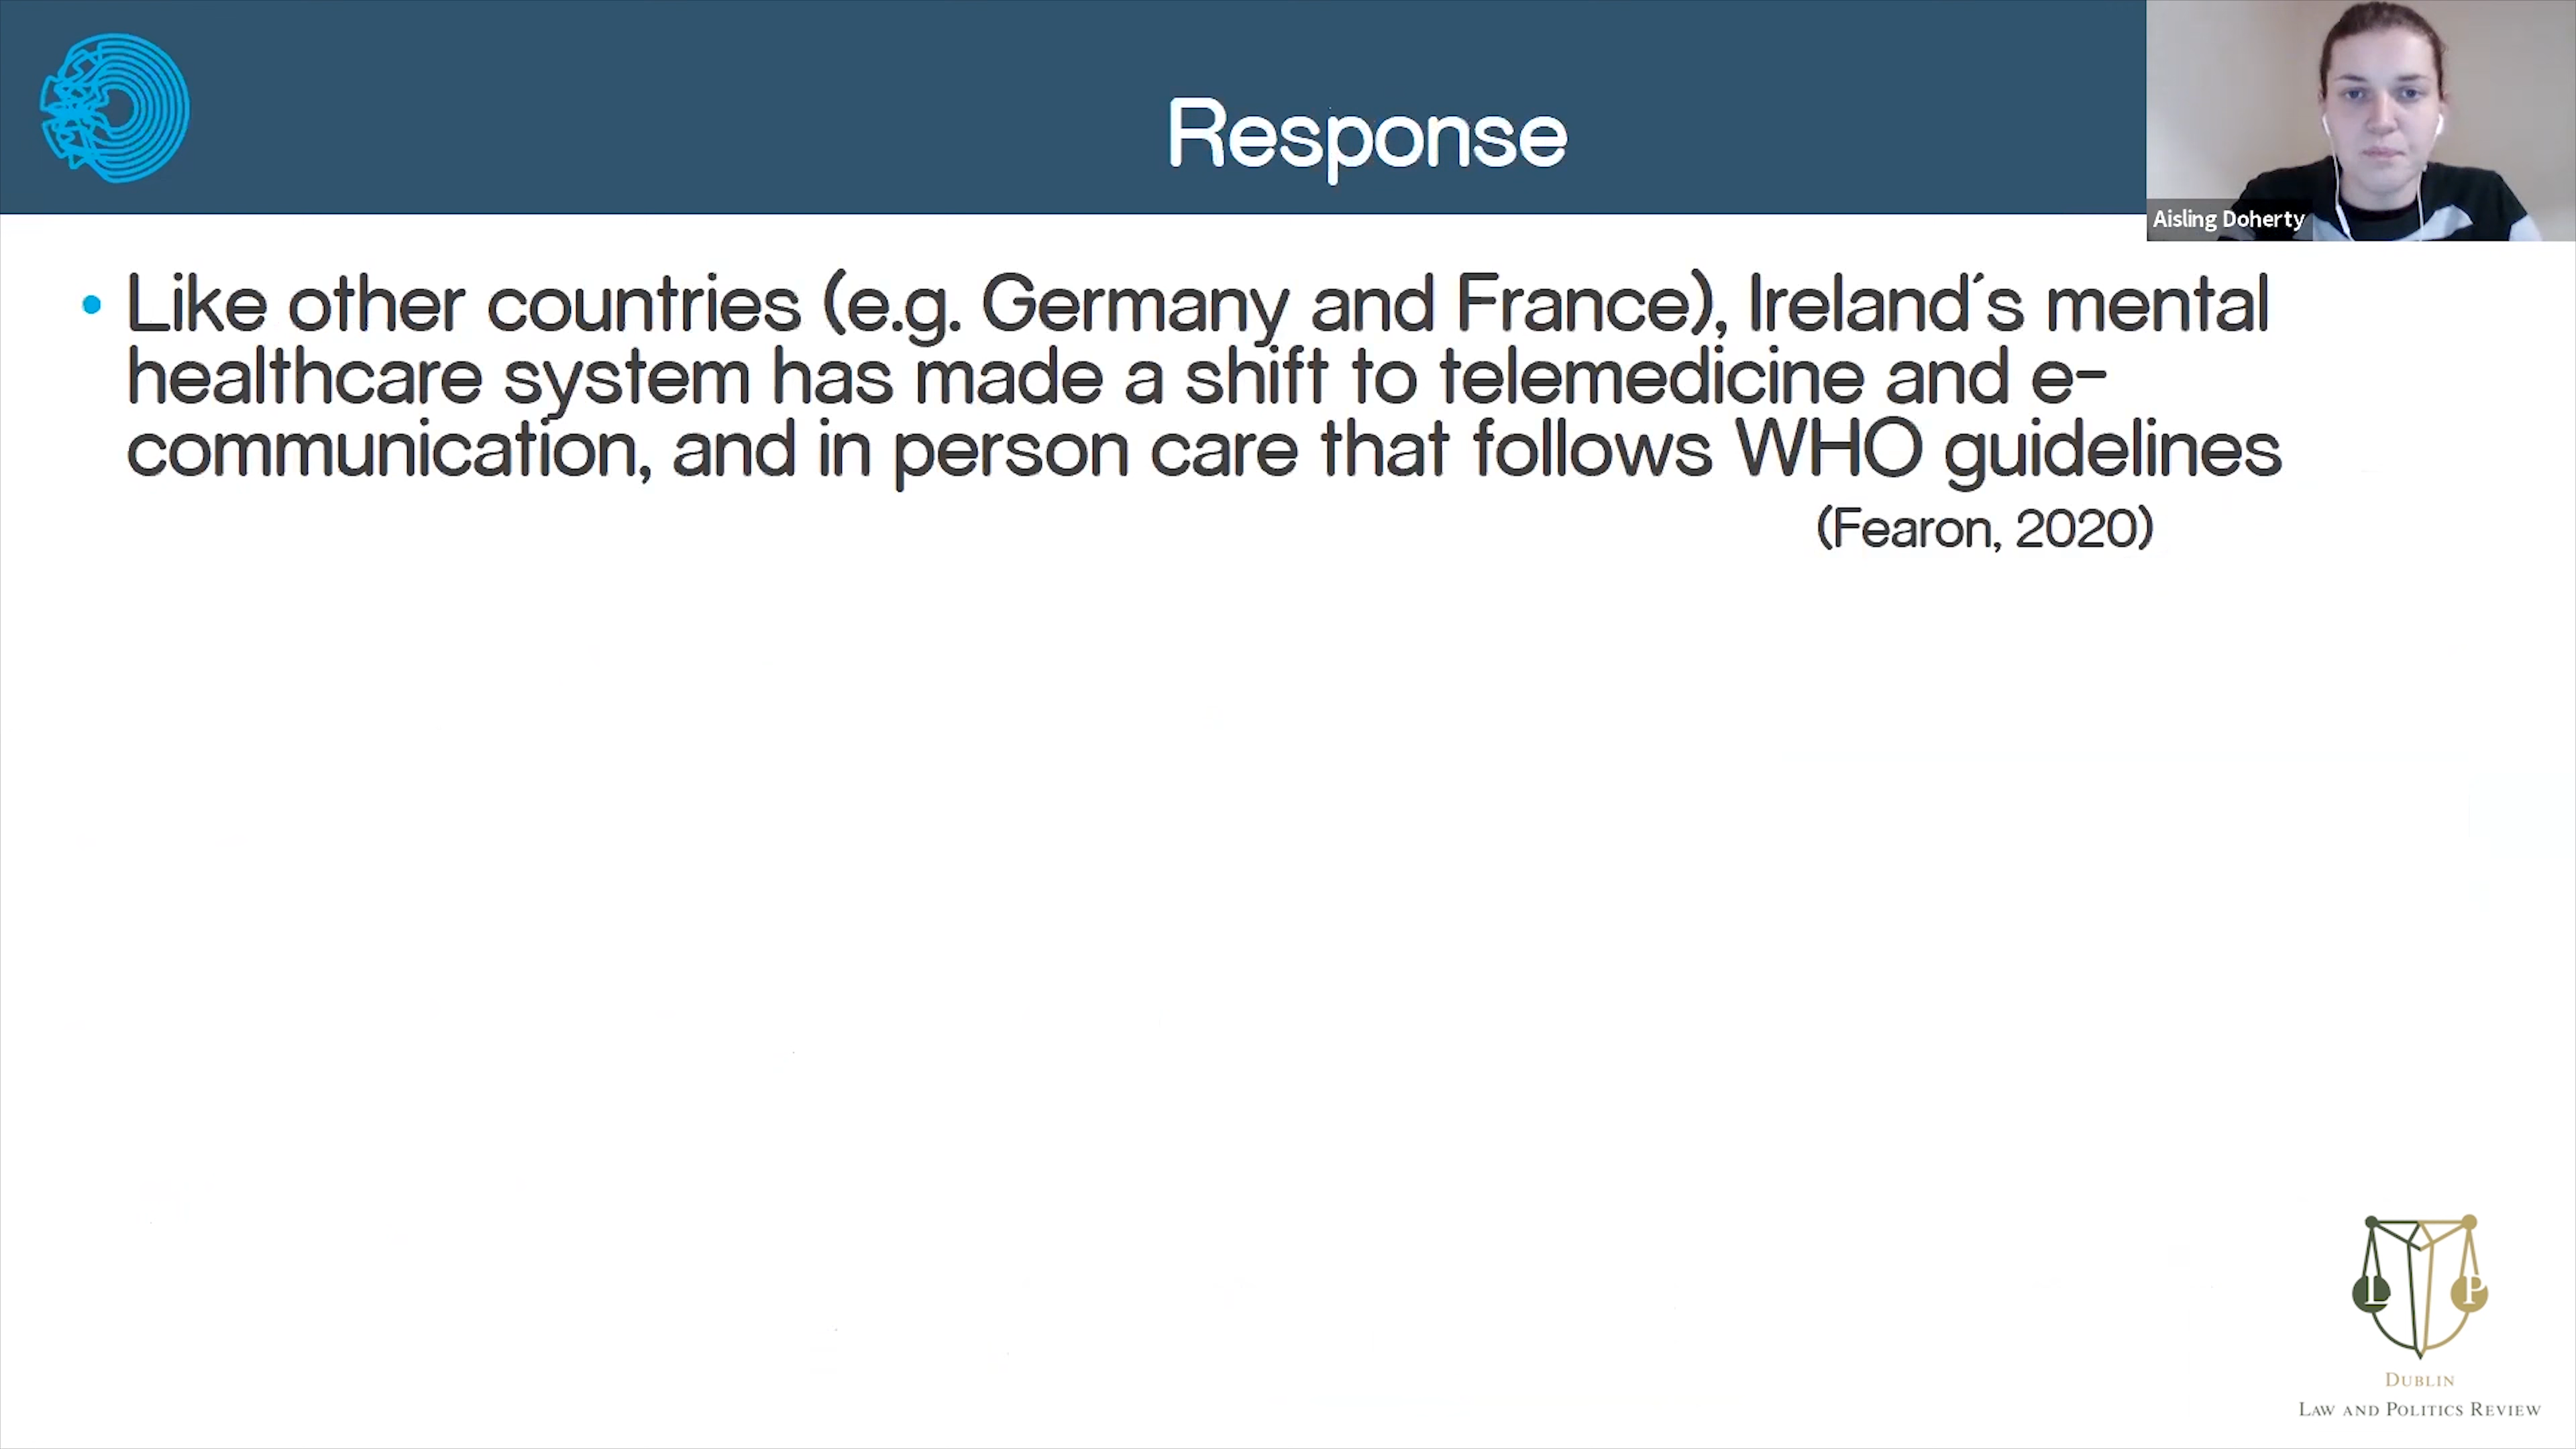 Response
Aisling Doherty
• Like other countries (e.g. Germany and France), Ireland´s mental
healthcare system has made a shift to telemedicine and e-
communication, and in person care that follows WHO guidelines
(Fearon, 2020)
L P
DUBLIN
LAW AND POLITICS REVIEW